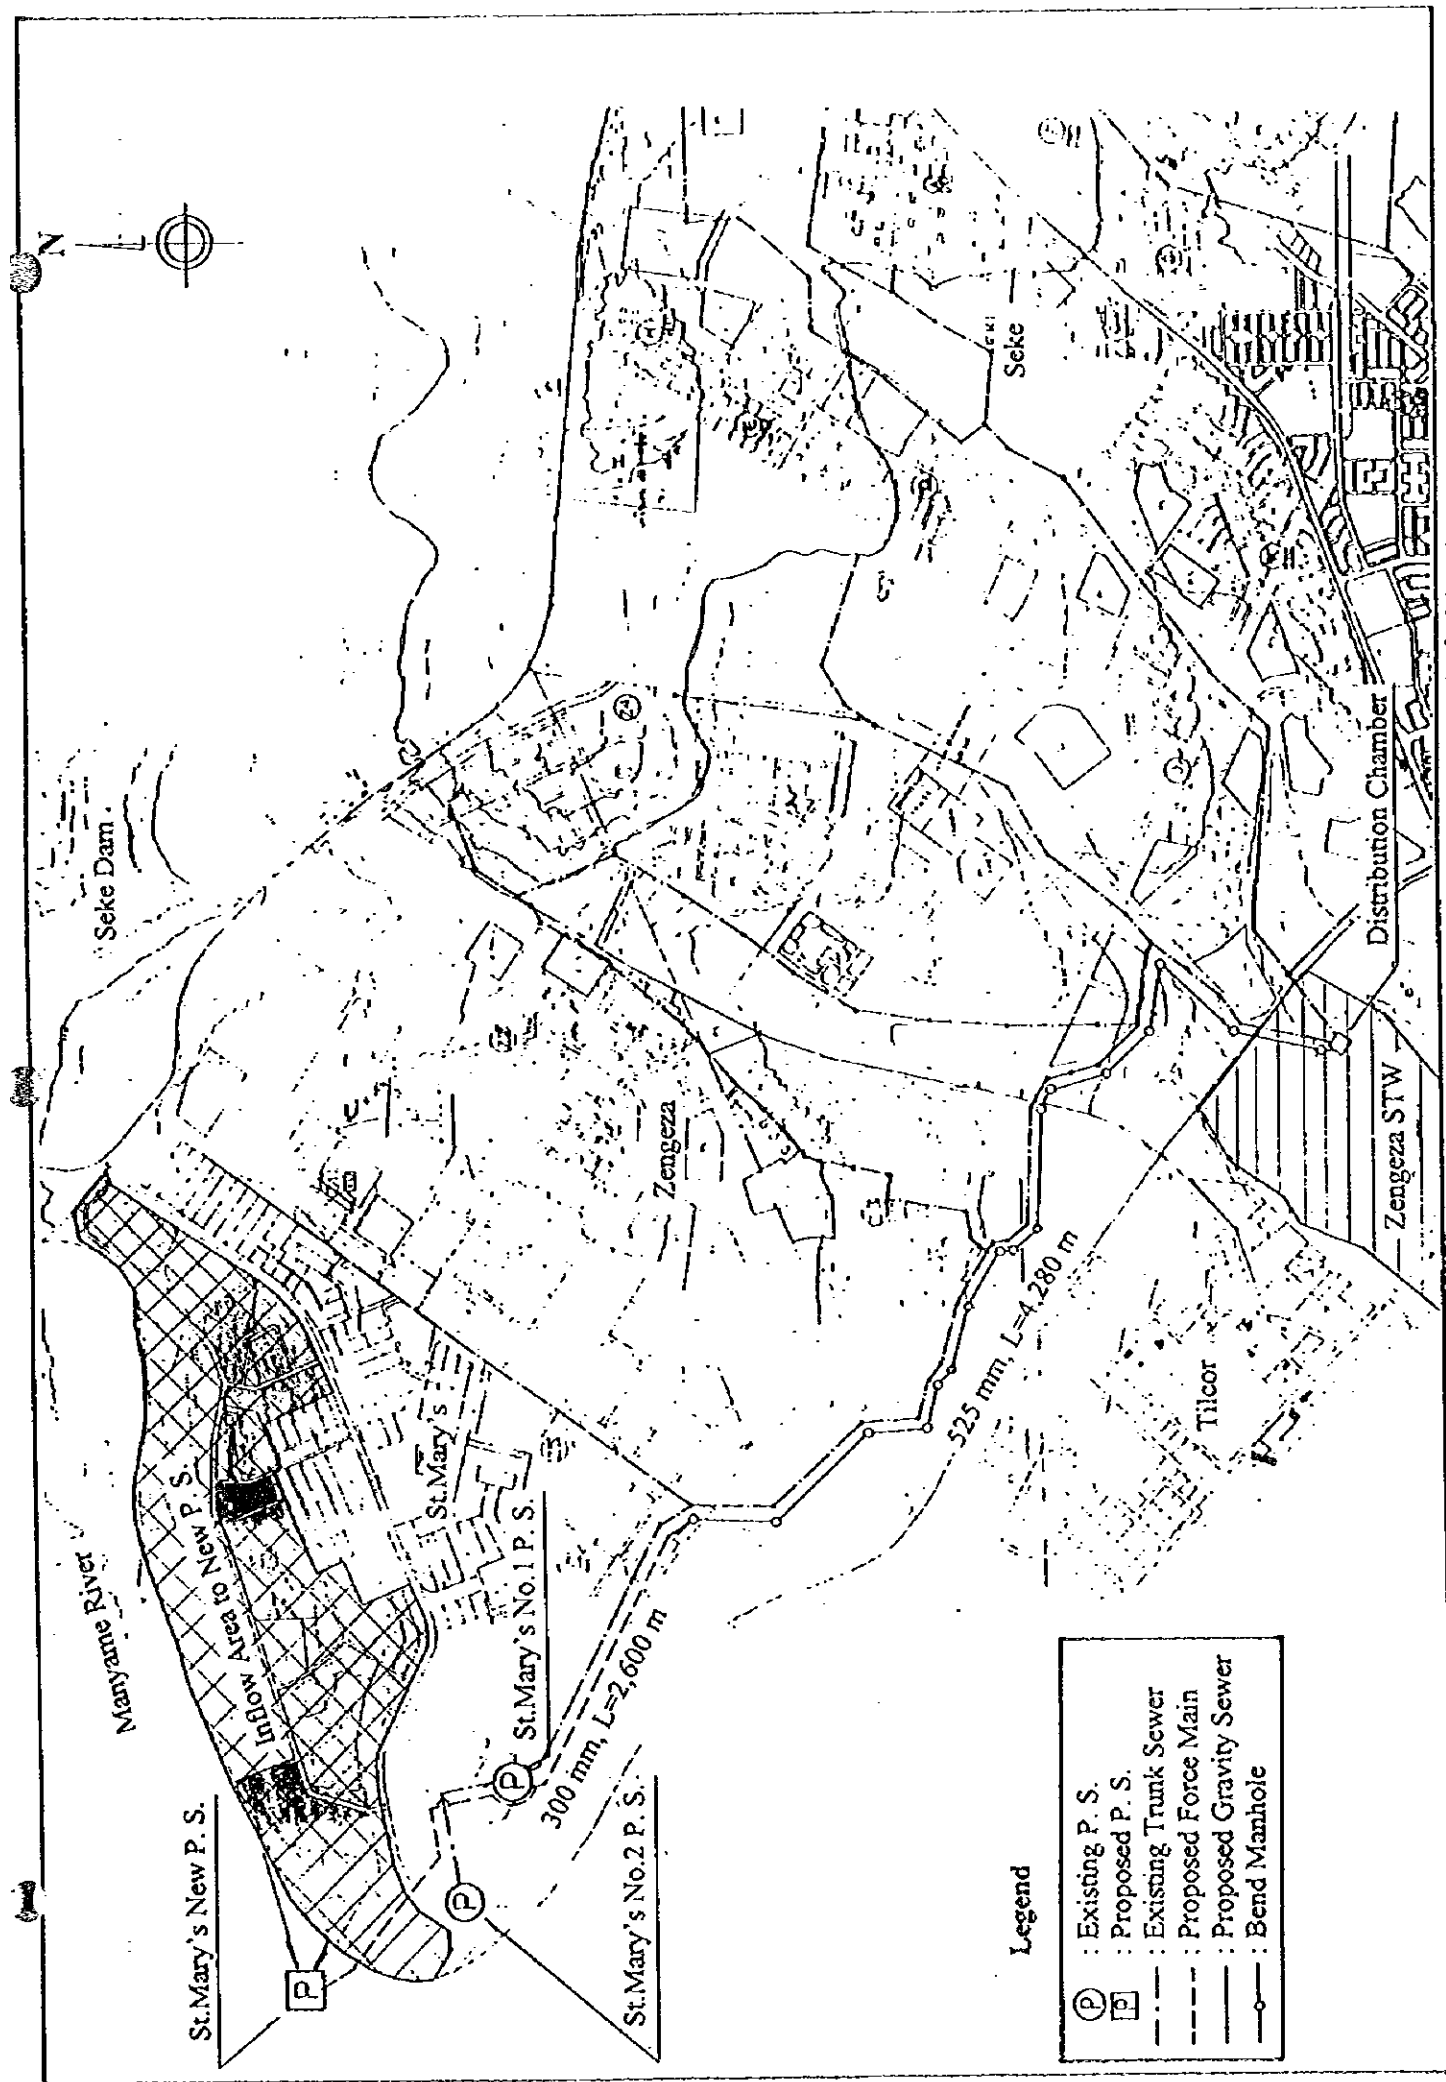 N
Seke Dam
Manyame River
Inflow Area to New P. S.
St.Mary's New P. S.
P
St.Mary's
Zengeza
Z4
Seke
St.Mary's No.1 P. S.
P
P
St.Mary's No.2 P. S.
300 mm, L=2,600 m
525 mm, L=4,280 m
Tilcor
Zengeza STW
Distribution Chamber
Legend
P : Existing P. S.
P : Proposed P. S.
: Existing Trunk Sewer
: Proposed Force Main
: Proposed Gravity Sewer
: Bend Manhole